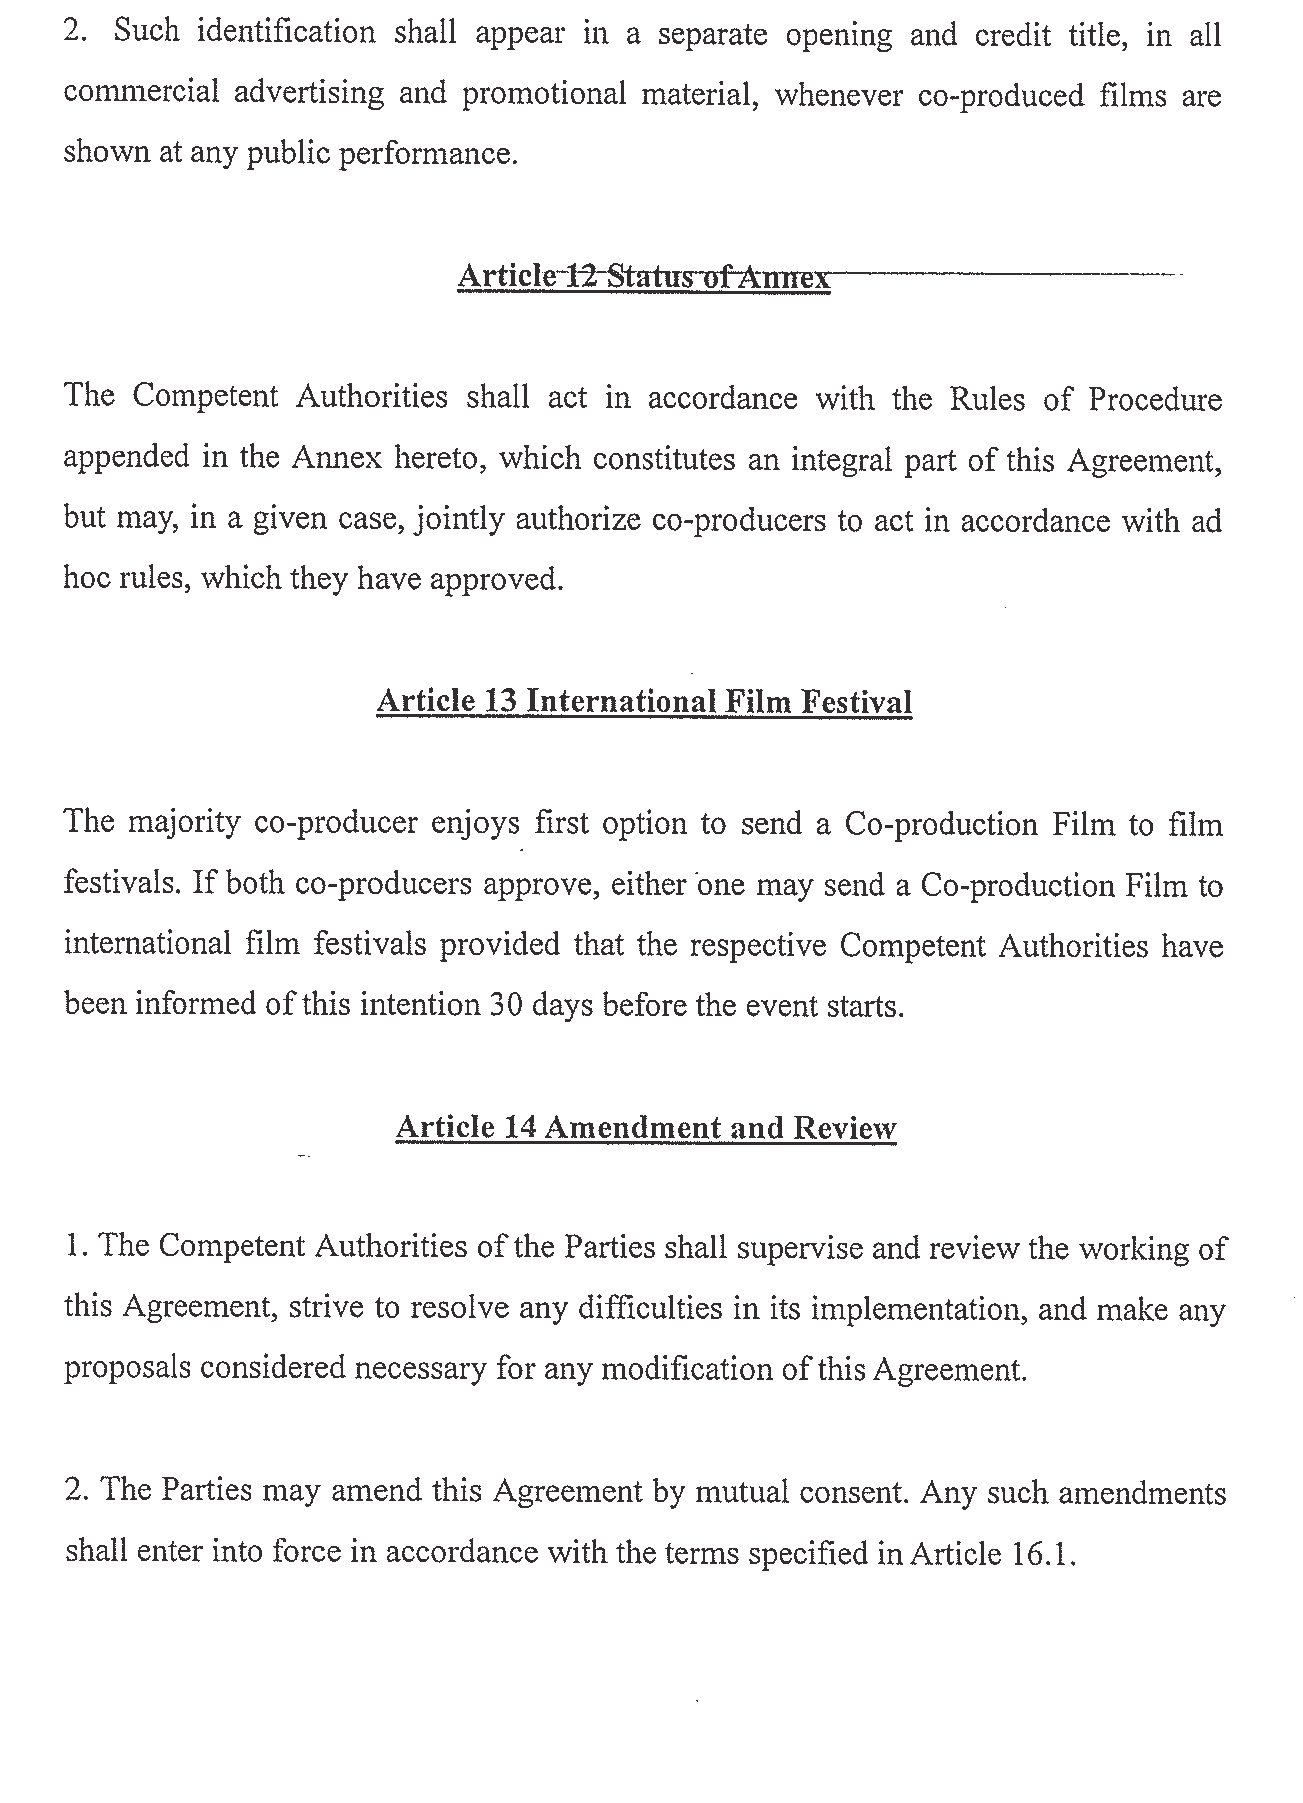 2. Such identification shall appear in a separate opening and credit title, in all
commercial advertising and promotional material, whenever co-produced films are
shown at any public performance.
Article 12 Status of Annex
The Competent Authorities shall act in accordance with the Rules of Procedure
appended in the Annex hereto, which constitutes an integral part of this Agreement,
but may, in a given case, jointly authorize co-producers to act in accordance with ad
hoc rules, which they have approved.
Article 13 International Film Festival
The majority co-producer enjoys first option to send a Co-production Film to film
festivals. If both co-producers approve, either one may send a Co-production Film to
international film festivals provided that the respective Competent Authorities have
been informed of this intention 30 days before the event starts.
Article 14 Amendment and Review
1. The Competent Authorities of the Parties shall supervise and review the working of
this Agreement, strive to resolve any difficulties in its implementation, and make any
proposals considered necessary for any modification of this Agreement.
2. The Parties may amend this Agreement by mutual consent. Any such amendments
shall enter into force in accordance with the terms specified in Article 16.1.